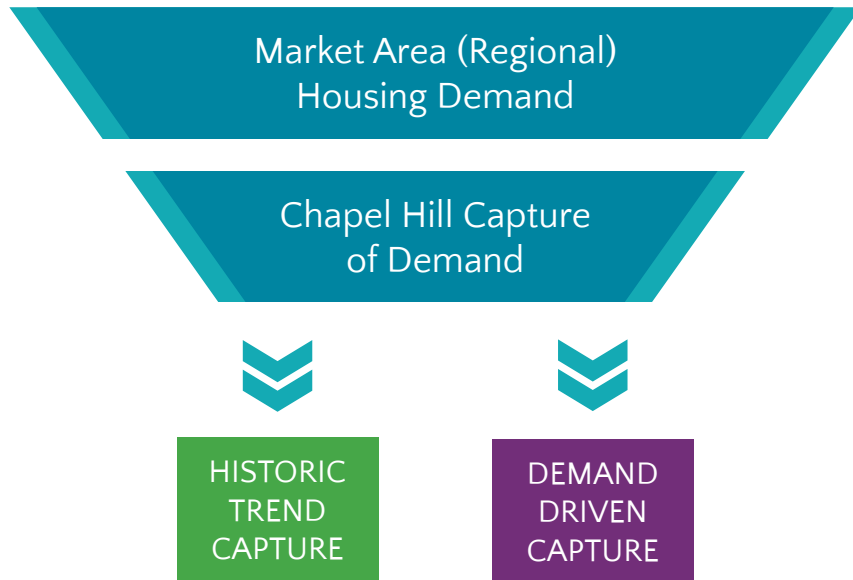 Market Area (Regional)
Housing Demand
Chapel Hill Capture
of Demand
HISTORIC
TREND
CAPTURE
DEMAND
DRIVEN
CAPTURE